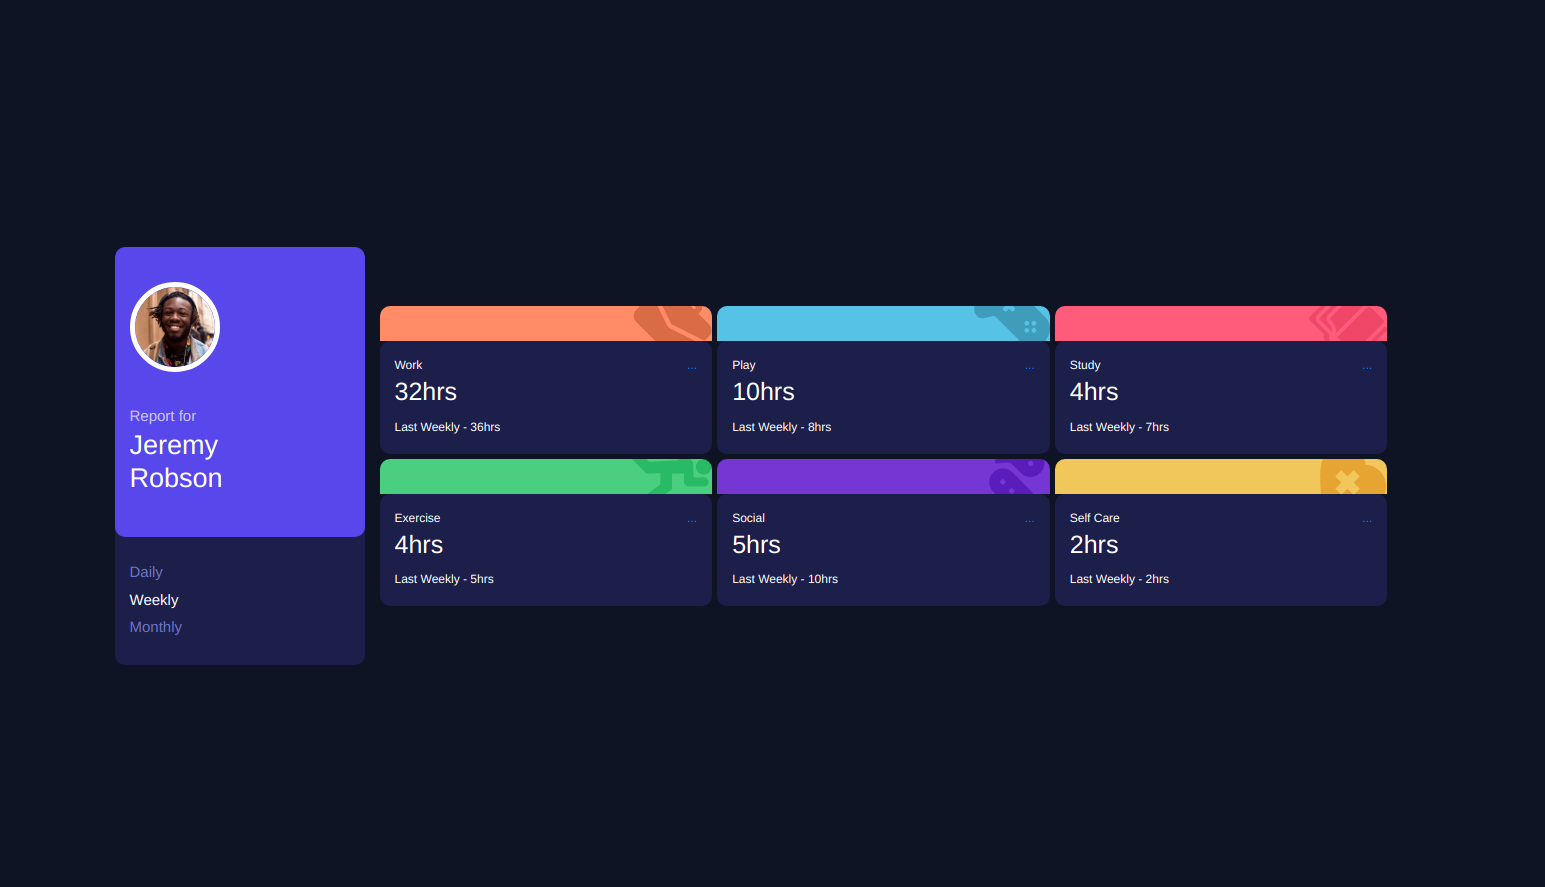 Report for
Jeremy
Robson
Daily
Weekly
Monthly
Work ...
32hrs
Last Weekly - 36hrs
Play ...
10hrs
Last Weekly - 8hrs
Study ...
4hrs
Last Weekly - 7hrs
Exercise ...
4hrs
Last Weekly - 5hrs
Social ...
5hrs
Last Weekly - 10hrs
Self Care ...
2hrs
Last Weekly - 2hrs